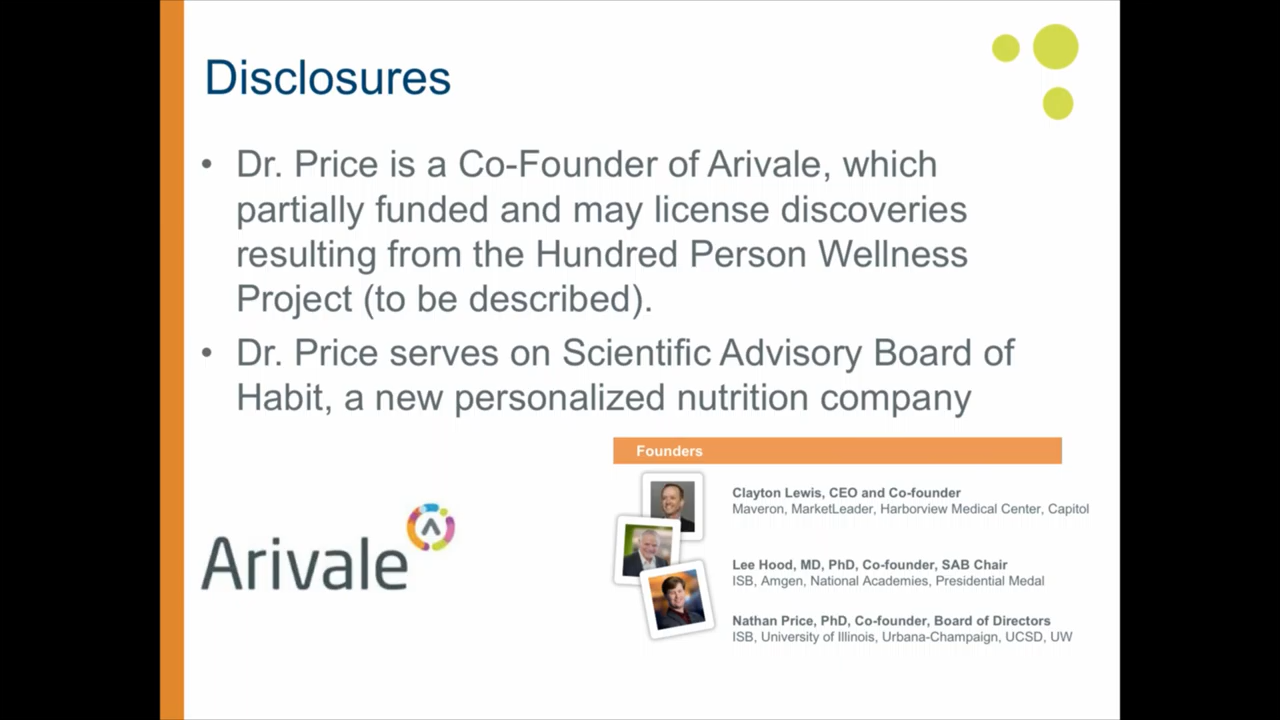 Disclosures
• Dr. Price is a Co-Founder of Arivale, which
partially funded and may license discoveries
resulting from the Hundred Person Wellness
Project (to be described).
• Dr. Price serves on Scientific Advisory Board of
Habit, a new personalized nutrition company
Founders
Clayton Lewis, CEO and Co-founder
Maveron, MarketLeader, Harborview Medical Center, Capitol
Lee Hood, MD, PhD, Co-founder, SAB Chair
ISB, Amgen, National Academies, Presidential Medal
Nathan Price, PhD, Co-founder, Board of Directors
ISB, University of Illinois, Urbana-Champaign, UCSD, UW
Arivale